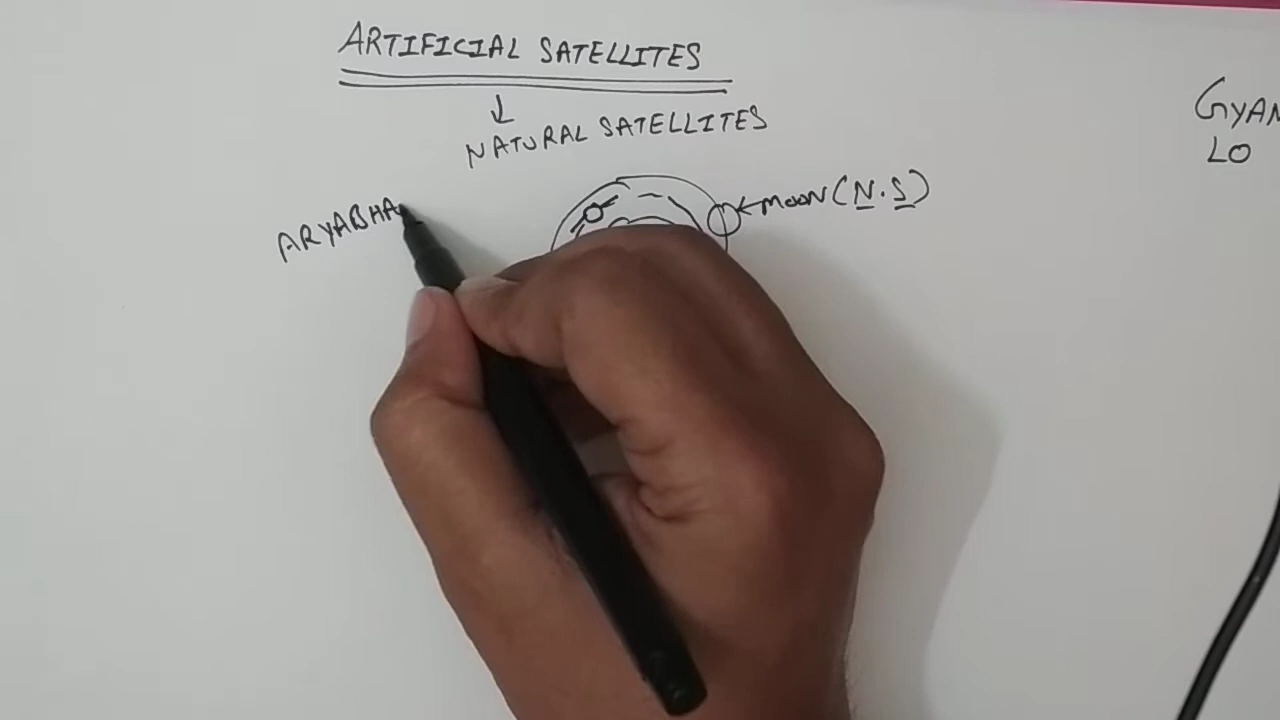 ARTIFICIAL SATELLITES
↓
NATURAL SATELLITES
GYAN
LO
←MOON (N.S)
ARYABHA